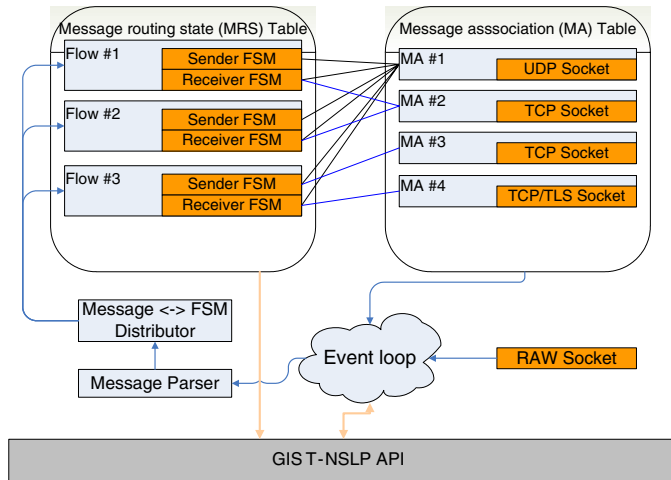 Message routing state (MRS) Table
Flow #1
Sender FSM
Receiver FSM
Flow #2
Sender FSM
Receiver FSM
Flow #3
Sender FSM
Receiver FSM
Message asssociation (MA) Table
MA #1
UDP Socket
MA #2
TCP Socket
MA #3
TCP Socket
MA #4
TCP/TLS Socket
Message <-> FSM
Distributor
Message Parser
Event loop
RAW Socket
GIST-NSLP API